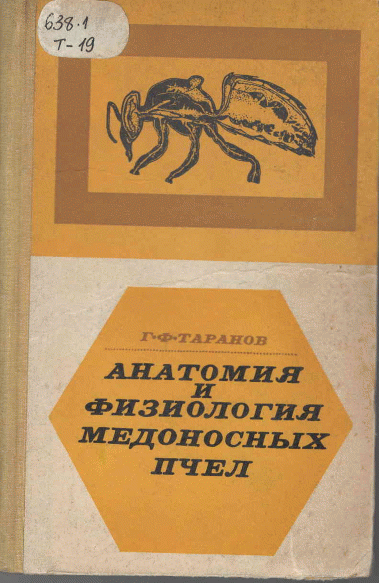 638.1
Т-19
Г·Ф·ТАРАНОВ
АНАТОМИЯ
И
ФИЗИОЛОГИЯ
МЕДОНОСНЫХ
ПЧЕЛ